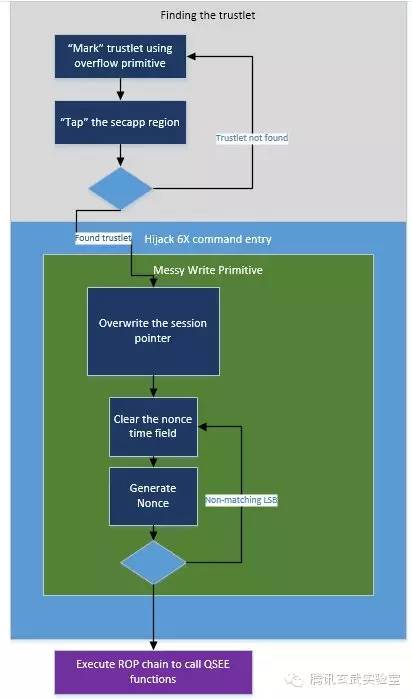 Finding the trustlet
“Mark” trustlet using
overflow primitive
“Tap” the secapp region
Trustlet not found
Found trustlet
Hijack 6X command entry
Messy Write Primitive
Overwrite the session
pointer
Clear the nonce
time field
Generate
Nonce
Non-matching LSB
Execute ROP chain to call QSEE
functions
腾讯玄武实验室